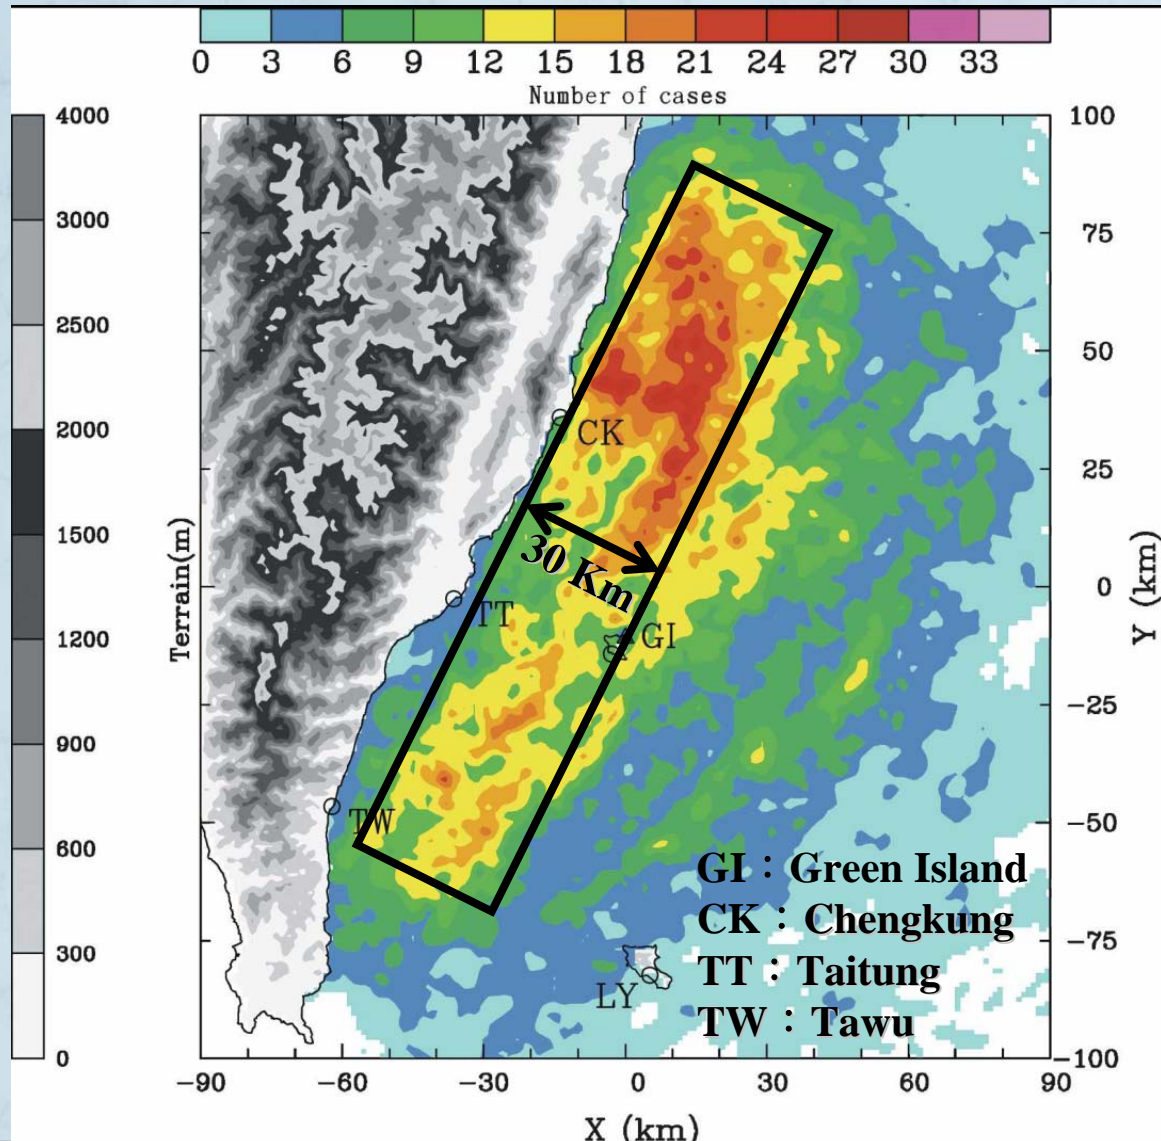 0 3 6 9 12 15 18 21 24 27 30 33
Number of cases
4000
3000
2500
2000
1500
1200
900
600
300
0
Terrain(m)
100
75
50
25
0
−25
−50
−75
−100
Y (km)
CK
30 Km
TT
GI
TW
LY
GI：Green Island
CK：Chengkung
TT：Taitung
TW：Tawu
−90 −60 −30 0 30 60 90
X (km)